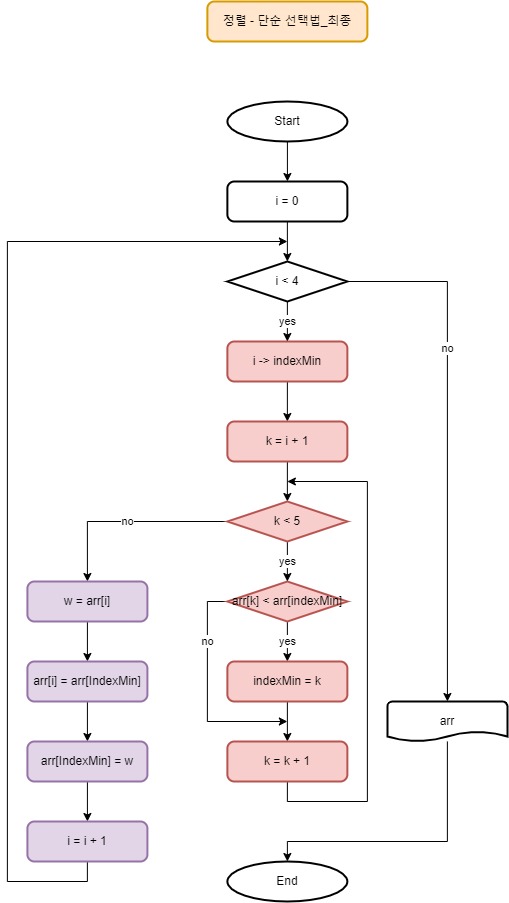 정렬 - 단순 선택법_최종
Start
i = 0
i < 4
yes
no
i -> indexMin
k = i + 1
k < 5
no
yes
w = arr[i]
arr[k] < arr[indexMin]
no
yes
arr[i] = arr[IndexMin]
indexMin = k
arr
arr[IndexMin] = w
k = k + 1
i = i + 1
End